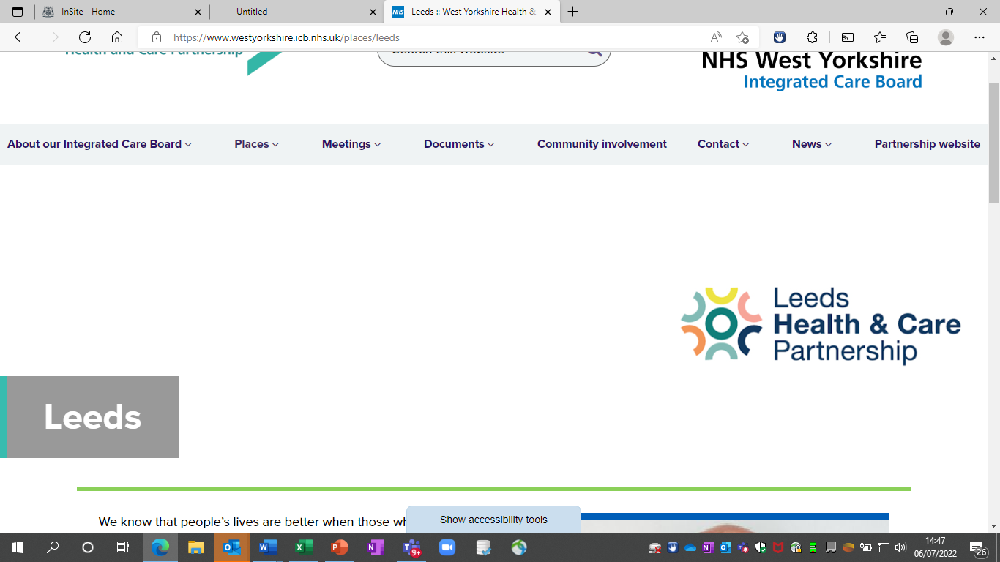 InSite - Home
Untitled
NHS Leeds :: West Yorkshire Health &
https://www.westyorkshire.icb.nhs.uk/places/leeds
Health and Care Partnership
Search this website
NHS West Yorkshire
Integrated Care Board
About our Integrated Care Board
Places
Meetings
Documents
Community involvement
Contact
News
Partnership website
Leeds
Health & Care
Partnership
Leeds
We know that people's lives are better when those
Show accessibility tools
9+
14:47
06/07/2022
26